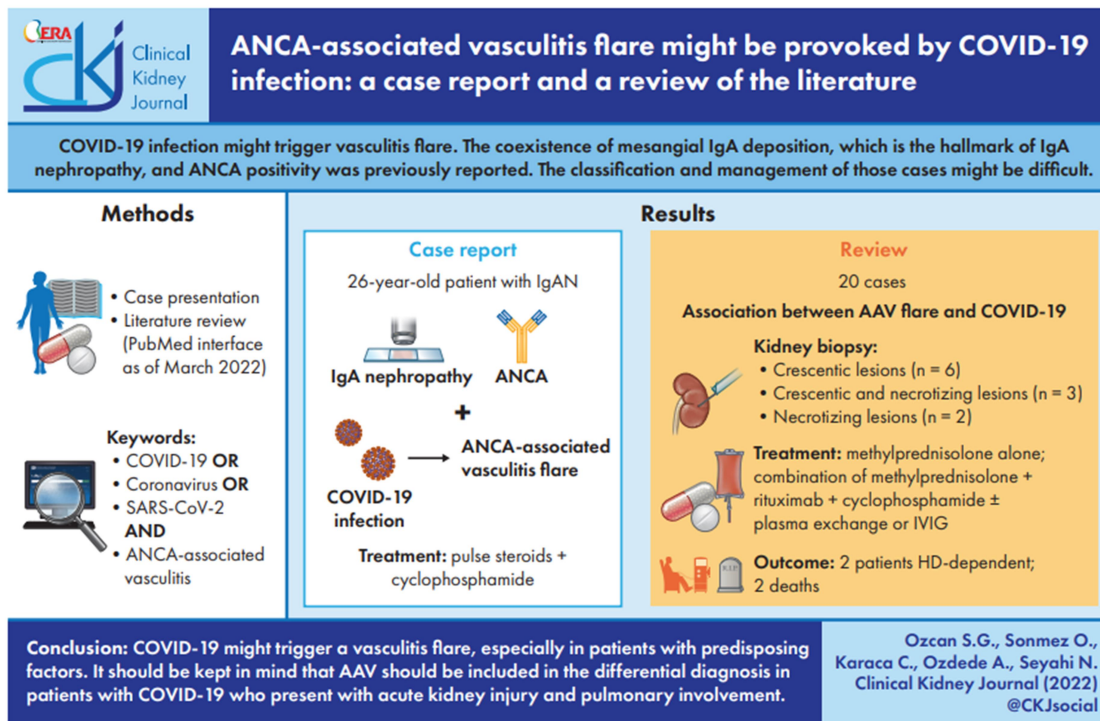 ERA
CKJ
Clinical
Kidney
Journal
ANCA-associated vasculitis flare might be provoked by COVID-19
infection: a case report and a review of the literature
COVID-19 infection might trigger vasculitis flare. The coexistence of mesangial IgA deposition, which is the hallmark of IgA
nephropathy, and ANCA positivity was previously reported. The classification and management of those cases might be difficult.
Methods
• Case presentation
• Literature review
(PubMed interface
as of March 2022)
Keywords:
• COVID-19 OR
• Coronavirus OR
• SARS-CoV-2
AND
• ANCA-associated
vasculitis
Results
Case report
26-year-old patient with IgAN
IgA nephropathy
ANCA
+
COVID-19
infection
ANCA-associated
vasculitis flare
Treatment: pulse steroids +
cyclophosphamide
Review
20 cases
Association between AAV flare and COVID-19
Kidney biopsy:
• Crescentic lesions (n = 6)
• Crescentic and necrotizing lesions (n = 3)
• Necrotizing lesions (n = 2)
Treatment: methylprednisolone alone;
combination of methylprednisolone +
rituximab + cyclophosphamide ±
plasma exchange or IVIG
R.I.P
Outcome: 2 patients HD-dependent;
2 deaths
Conclusion: COVID-19 might trigger a vasculitis flare, especially in patients with predisposing
factors. It should be kept in mind that AAV should be included in the differential diagnosis in
patients with COVID-19 who present with acute kidney injury and pulmonary involvement.
Ozcan S.G., Sonmez O.,
Karaca C., Ozdede A., Seyahi N.
Clinical Kidney Journal (2022)
@CKJsocial